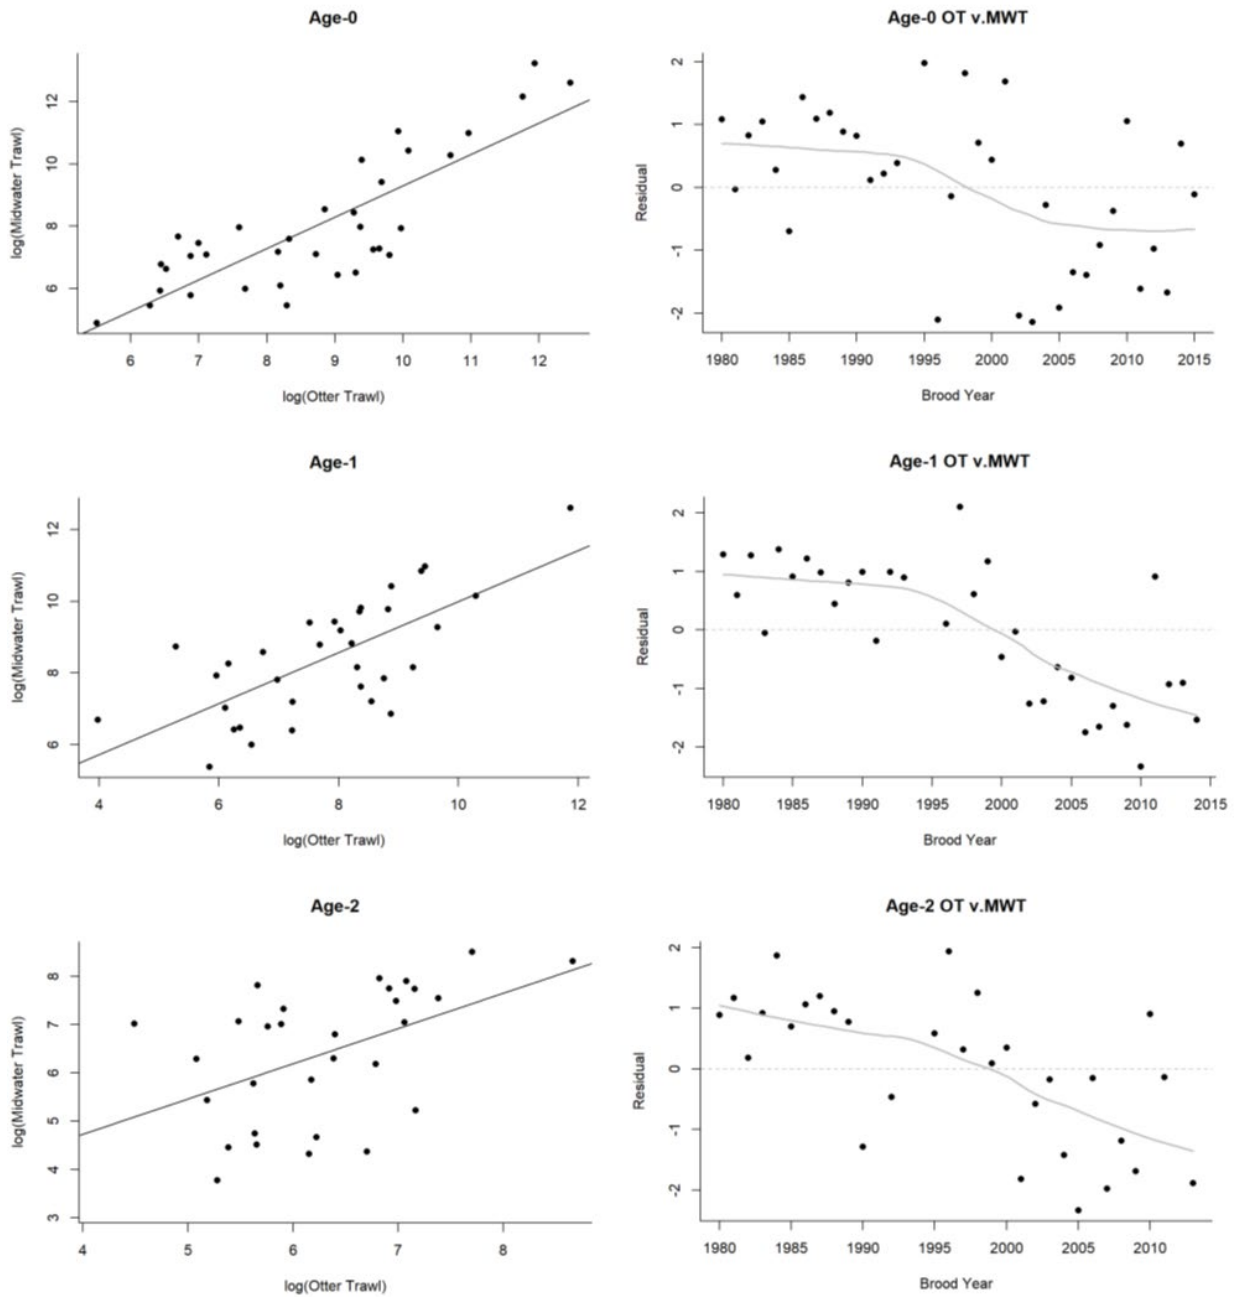 Age-0
Age-0 OT v.MWT
log(Midwater Trawl)
12
10
8
6
6 7 8 9 10 11 12
log(Otter Trawl)
Residual
2
1
0
-1
-2
1980 1985 1990 1995 2000 2005 2010 2015
Brood Year
Age-1
Age-1 OT v.MWT
log(Midwater Trawl)
12
10
8
6
4 6 8 10 12
log(Otter Trawl)
Residual
2
1
0
-1
-2
1980 1985 1990 1995 2000 2005 2010 2015
Brood Year
Age-2
Age-2 OT v.MWT
log(Midwater Trawl)
8
7
6
5
4
3
4 5 6 7 8
log(Otter Trawl)
Residual
2
1
0
-1
-2
1980 1985 1990 1995 2000 2005 2010
Brood Year